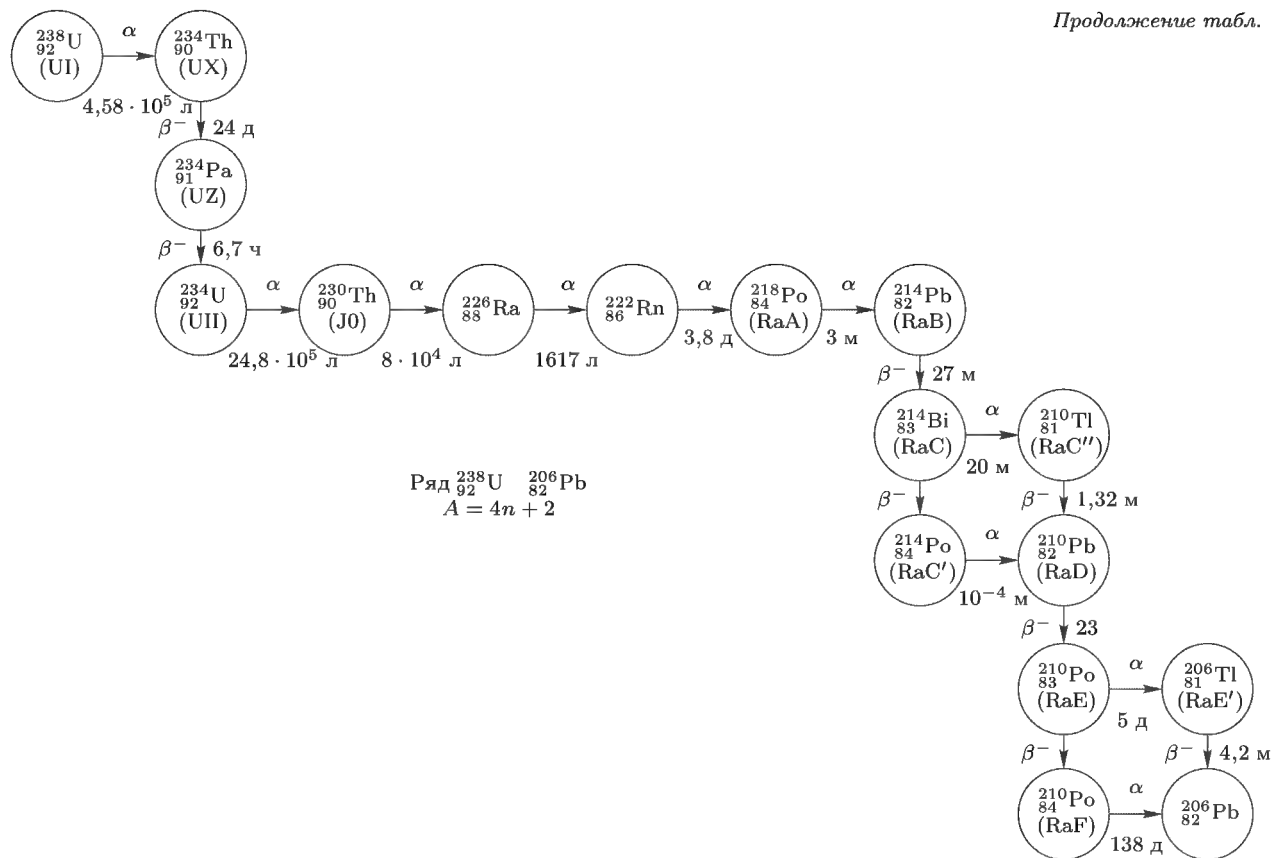 Продолжение табл.
α
²³⁸₉₂U
(UI)
²³⁴₉₀Th
(UX)
4,58 · 10⁵ л
β⁻ 24 д
²³⁴₉₁Pa
(UZ)
β⁻ 6,7 ч
α α α α α
²³⁴₉₂U
(UII)
²³⁰₉₀Th
(J0)
²²⁶₈₈Ra
²²²₈₆Rn
²¹⁸₈₄Po
(RaA)
²¹⁴₈₂Pb
(RaB)
24,8 · 10⁵ л
8 · 10⁴ л
1617 л
3,8 д
3 м
β⁻ 27 м
α
²¹⁴₈₃Bi
(RaC)
²¹⁰₈₁Tl
(RaC″)
20 м
Ряд ²³⁸₉₂U ²⁰⁶₈₂Pb
A = 4n + 2
β⁻
β⁻ 1,32 м
α
²¹⁴₈₄Po
(RaC′)
²¹⁰₈₂Pb
(RaD)
10⁻⁴ м
β⁻ 23
α
²¹⁰₈₃Po
(RaE)
²⁰⁶₈₁Tl
(RaE′)
5 д
β⁻
β⁻ 4,2 м
α
²¹⁰₈₄Po
(RaF)
²⁰⁶₈₂Pb
138 д